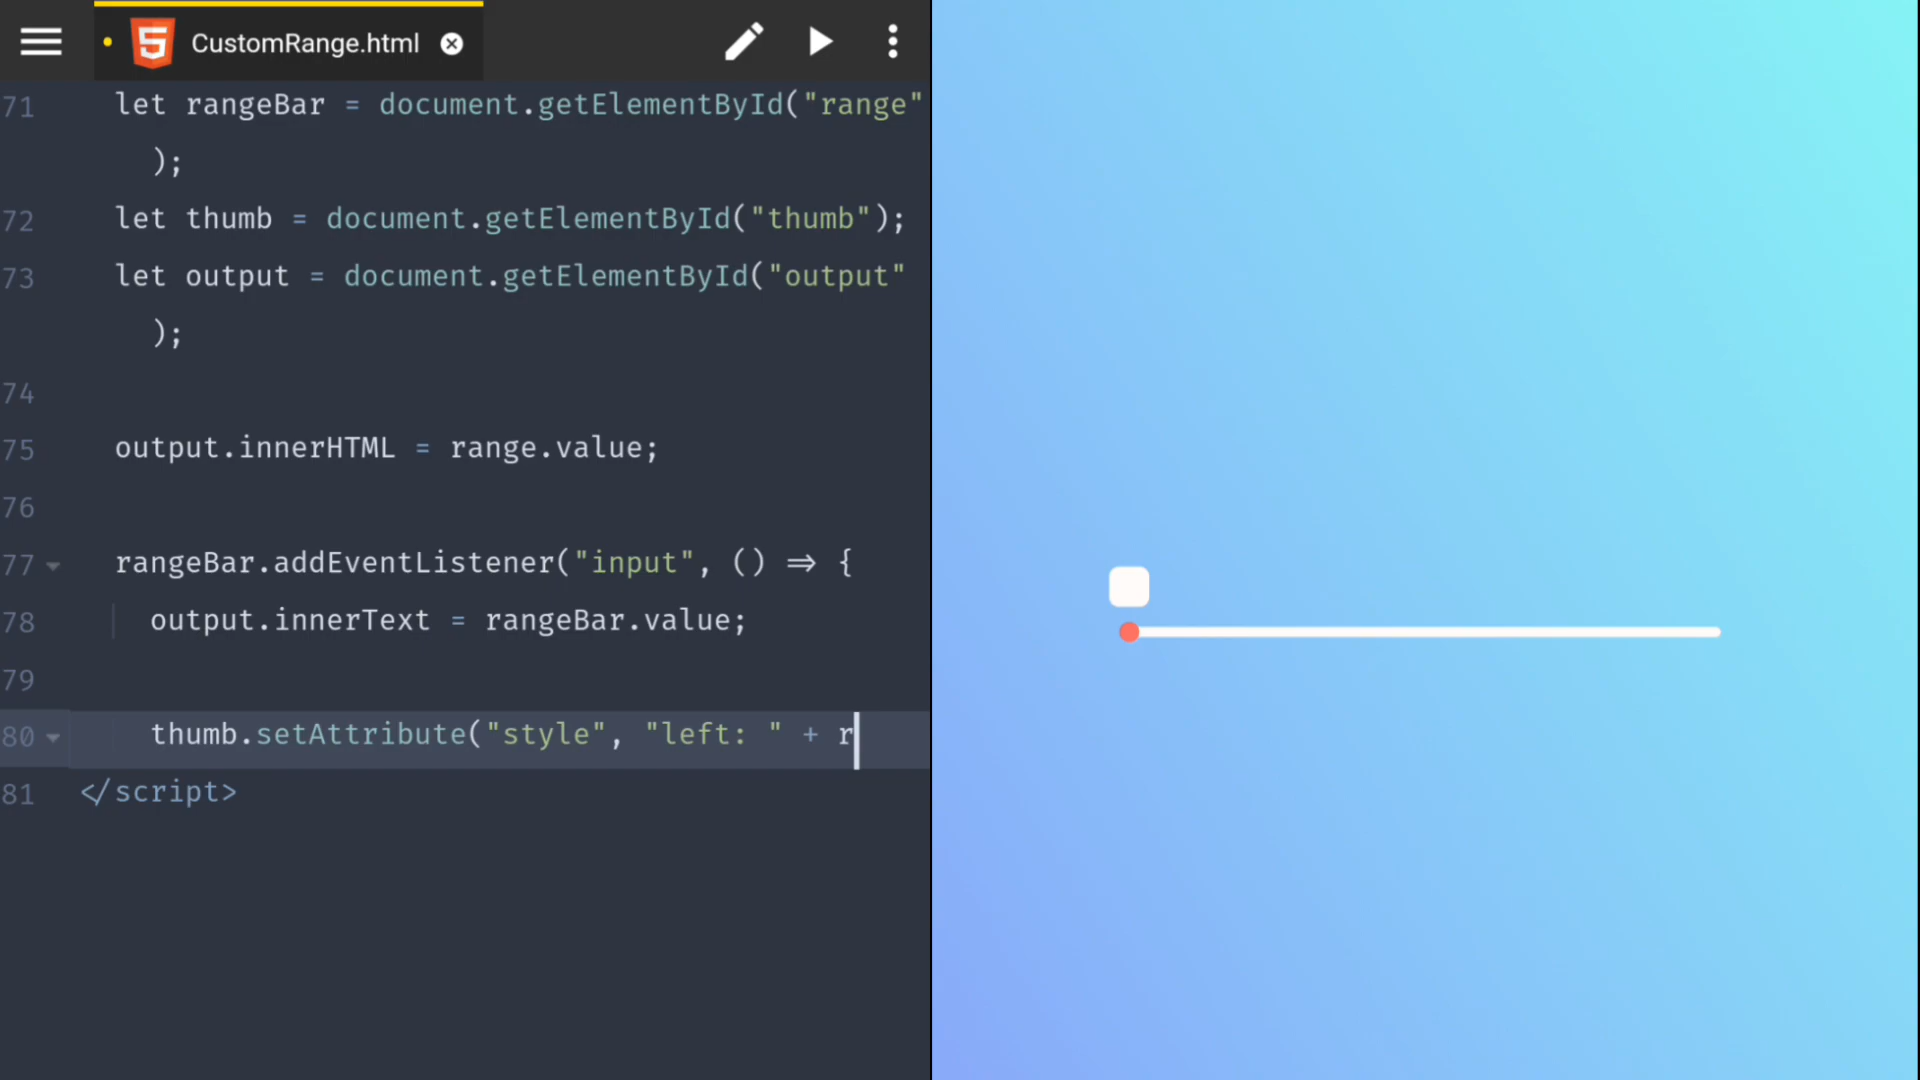 CustomRange.html
71 let rangeBar = document.getElementById("range"
);
72 let thumb = document.getElementById("thumb");
73 let output = document.getElementById("output"
);
74
75 output.innerHTML = range.value;
76
77 rangeBar.addEventListener("input", () => {
78 output.innerText = rangeBar.value;
79
80 thumb.setAttribute("style", "left: " + r
81 </script>